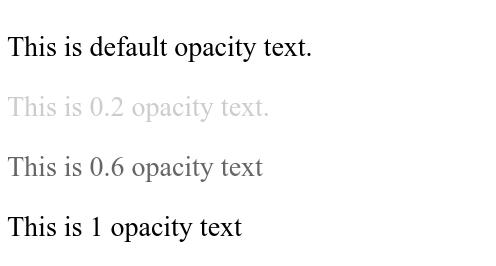 This is default opacity text.
This is 0.2 opacity text.
This is 0.6 opacity text
This is 1 opacity text